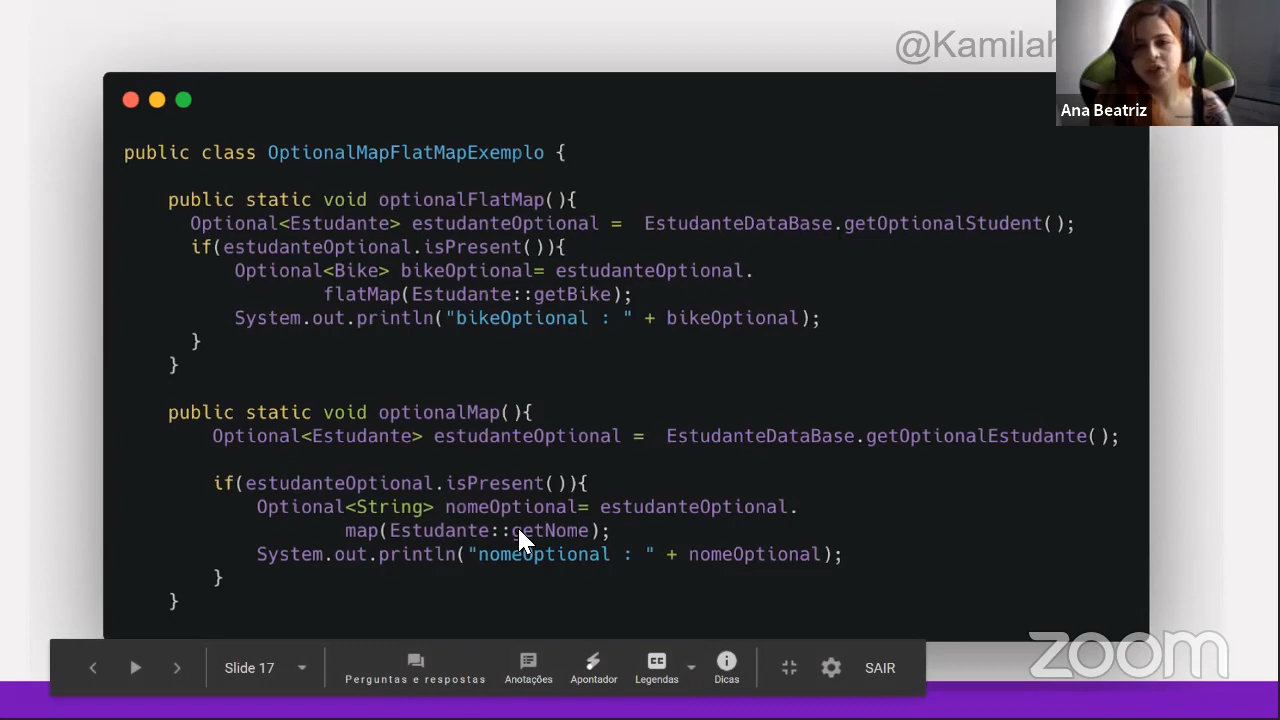 @Kamilah
Ana Beatriz
public class OptionalMapFlatMapExemplo {
public static void optionalFlatMap(){
Optional<Estudante> estudanteOptional = EstudanteDataBase.getOptionalStudent();
if(estudanteOptional.isPresent()){
Optional<Bike> bikeOptional= estudanteOptional.
flatMap(Estudante::getBike);
System.out.println("bikeOptional : " + bikeOptional);
}
}
public static void optionalMap(){
Optional<Estudante> estudanteOptional = EstudanteDataBase.getOptionalEstudante();
if(estudanteOptional.isPresent()){
Optional<String> nomeOptional= estudanteOptional.
map(Estudante::getNome);
System.out.println("nomeOptional : " + nomeOptional);
}
}
Slide 17
Perguntas e respostas
Anotações
Apontador
CC
Legendas
Dicas
SAIR
zoom